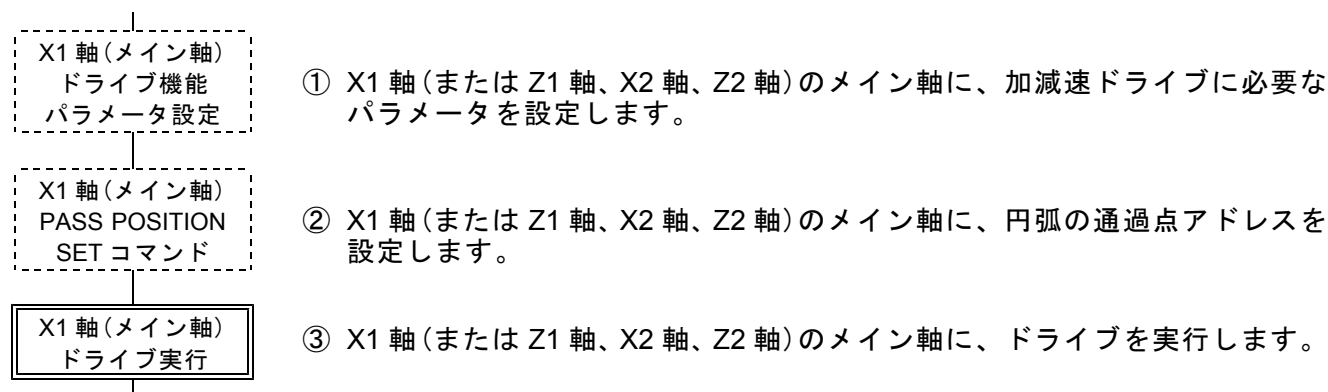 X1 軸(メイン軸)
ドライブ機能
パラメータ設定
① X1 軸(または Z1 軸、X2 軸、Z2 軸)のメイン軸に、加減速ドライブに必要な
パラメータを設定します。
X1 軸(メイン軸)
PASS POSITION
SET コマンド
② X1 軸(または Z1 軸、X2 軸、Z2 軸)のメイン軸に、円弧の通過点アドレスを
設定します。
X1 軸(メイン軸)
ドライブ実行
③ X1 軸(または Z1 軸、X2 軸、Z2 軸)のメイン軸に、ドライブを実行します。